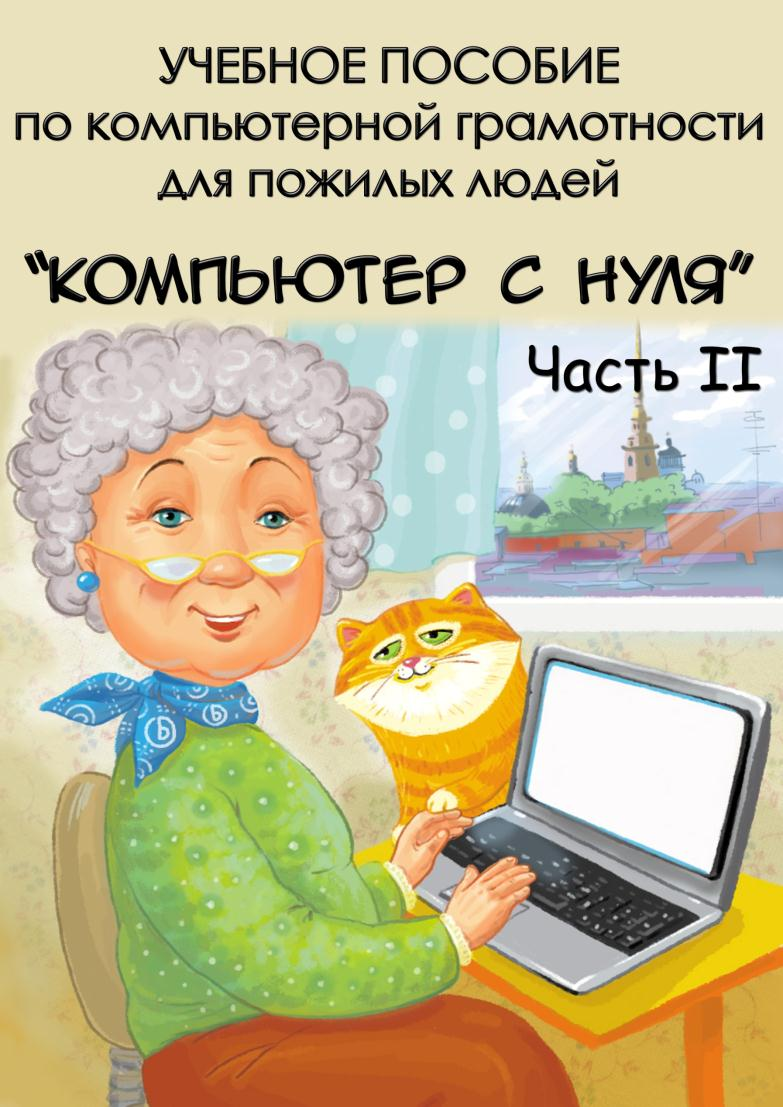 УЧЕБНОЕ ПОСОБИЕ
по компьютерной грамотности
для пожилых людей
"КОМПЬЮТЕР С НУЛЯ"
Часть II